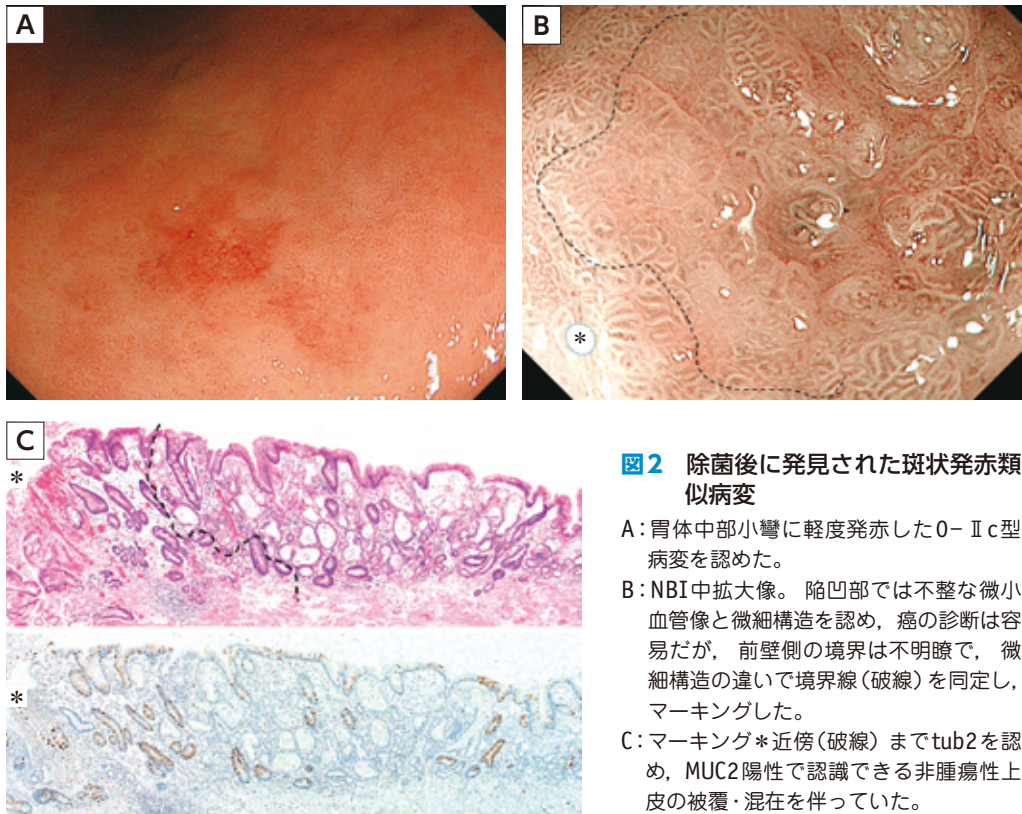 A
B
*
C
*
*
図2 除菌後に発見された斑状発赤類
似病変
A:胃体中部小彎に軽度発赤した0-Ⅱc型
病変を認めた。
B:NBI中拡大像。陥凹部では不整な微小
血管像と微細構造を認め,癌の診断は容
易だが,前壁側の境界は不明瞭で,微
細構造の違いで境界線(破線)を同定し,
マーキングした。
C:マーキング*近傍(破線)までtub2を認
め,MUC2陽性で認識できる非腫瘍性上
皮の被覆・混在を伴っていた。